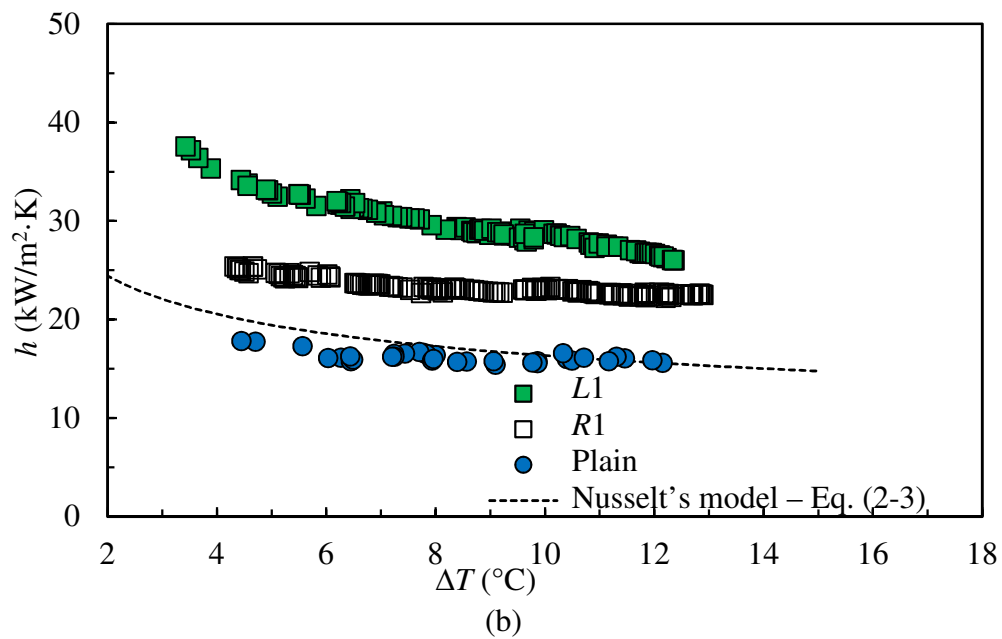 50
40
30
20
10
0
h (kW/m²·K)
L1
R1
Plain
Nusselt's model – Eq. (2-3)
2 4 6 8 10 12 14 16 18
ΔT (°C)
(b)